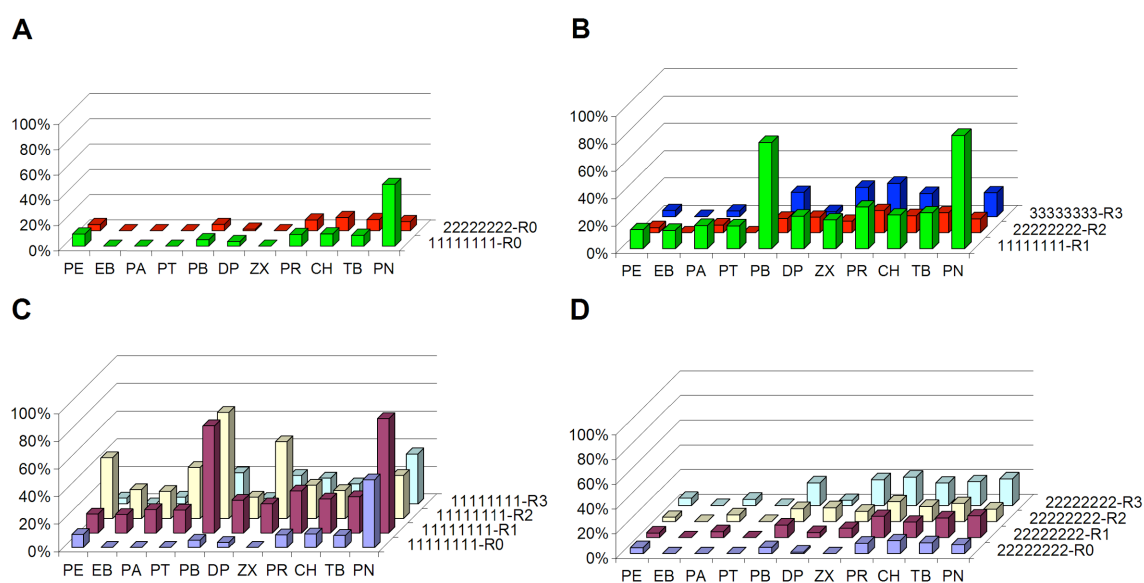 A
100%
80%
60%
40%
20%
0%
PE EB PA PT PB DP ZX PR CH TB PN
22222222-R0
11111111-R0
B
100%
80%
60%
40%
20%
0%
PE EB PA PT PB DP ZX PR CH TB PN
33333333-R3
22222222-R2
11111111-R1
C
100%
80%
60%
40%
20%
0%
PE EB PA PT PB DP ZX PR CH TB PN
11111111-R3
11111111-R2
11111111-R1
11111111-R0
D
100%
80%
60%
40%
20%
0%
PE EB PA PT PB DP ZX PR CH TB PN
22222222-R3
22222222-R2
22222222-R1
22222222-R0